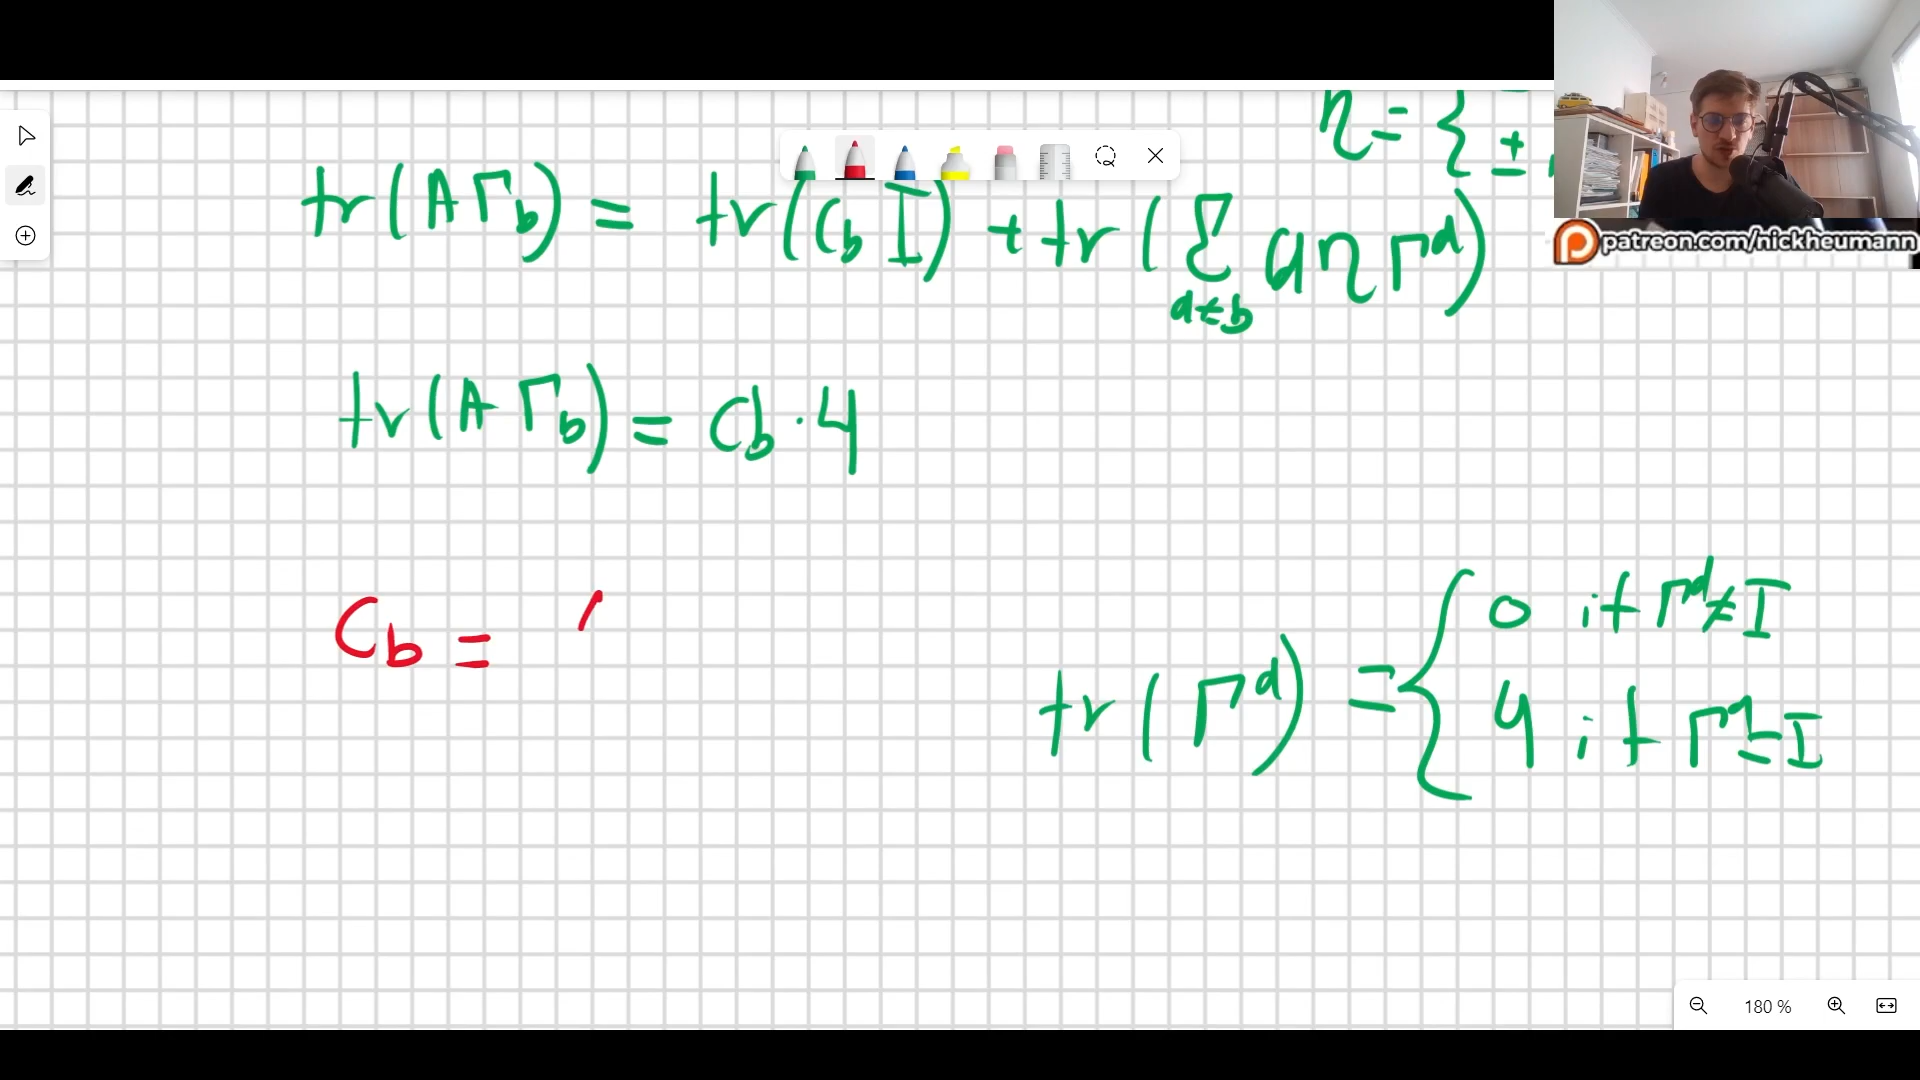 η = { ±
tr(AΓ_b) = tr(C_b I) + tr(Σ_{d≠b} a η Γ^d)
patreon.com/nickheumann
tr(AΓ_b) = C_b · 4
C_b =
tr(Γ^d) = { 0 if Γ^d ≠ I
4 if Γ^d = I
180 %